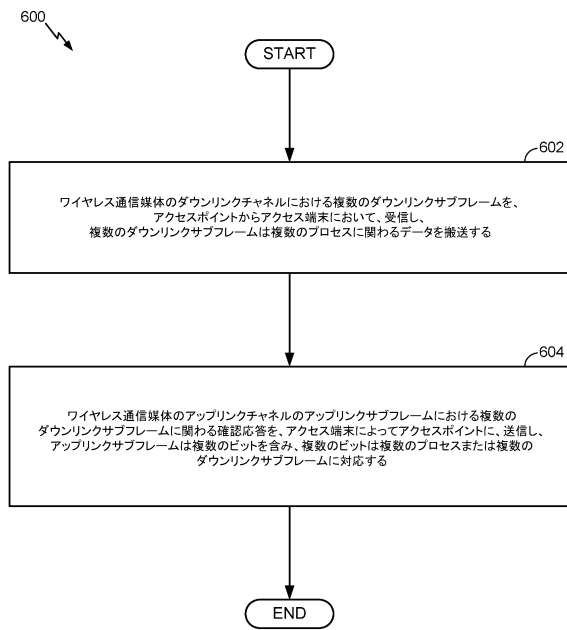 600
START
602
ワイヤレス通信媒体のダウンリンクチャネルにおける複数のダウンリンクサブフレームを、
アクセスポイントからアクセス端末において、受信し、
複数のダウンリンクサブフレームは複数のプロセスに関わるデータを搬送する
604
ワイヤレス通信媒体のアップリンクチャネルのアップリンクサブフレームにおける複数の
ダウンリンクサブフレームに関わる確認応答を、アクセス端末によってアクセスポイントに、送信し、
アップリンクサブフレームは複数のビットを含み、複数のビットは複数のプロセスまたは複数の
ダウンリンクサブフレームに対応する
END